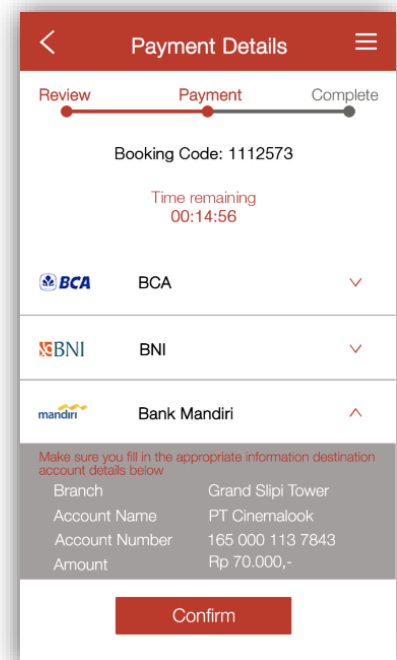 Payment Details
Review Payment Complete
Booking Code: 1112573
Time remaining
00:14:56
BCA BCA
BNI BNI
mandiri Bank Mandiri
Make sure you fill in the appropriate information destination
account details below
Branch Grand Slipi Tower
Account Name PT Cinemalook
Account Number 165 000 113 7843
Amount Rp 70.000,-
Confirm